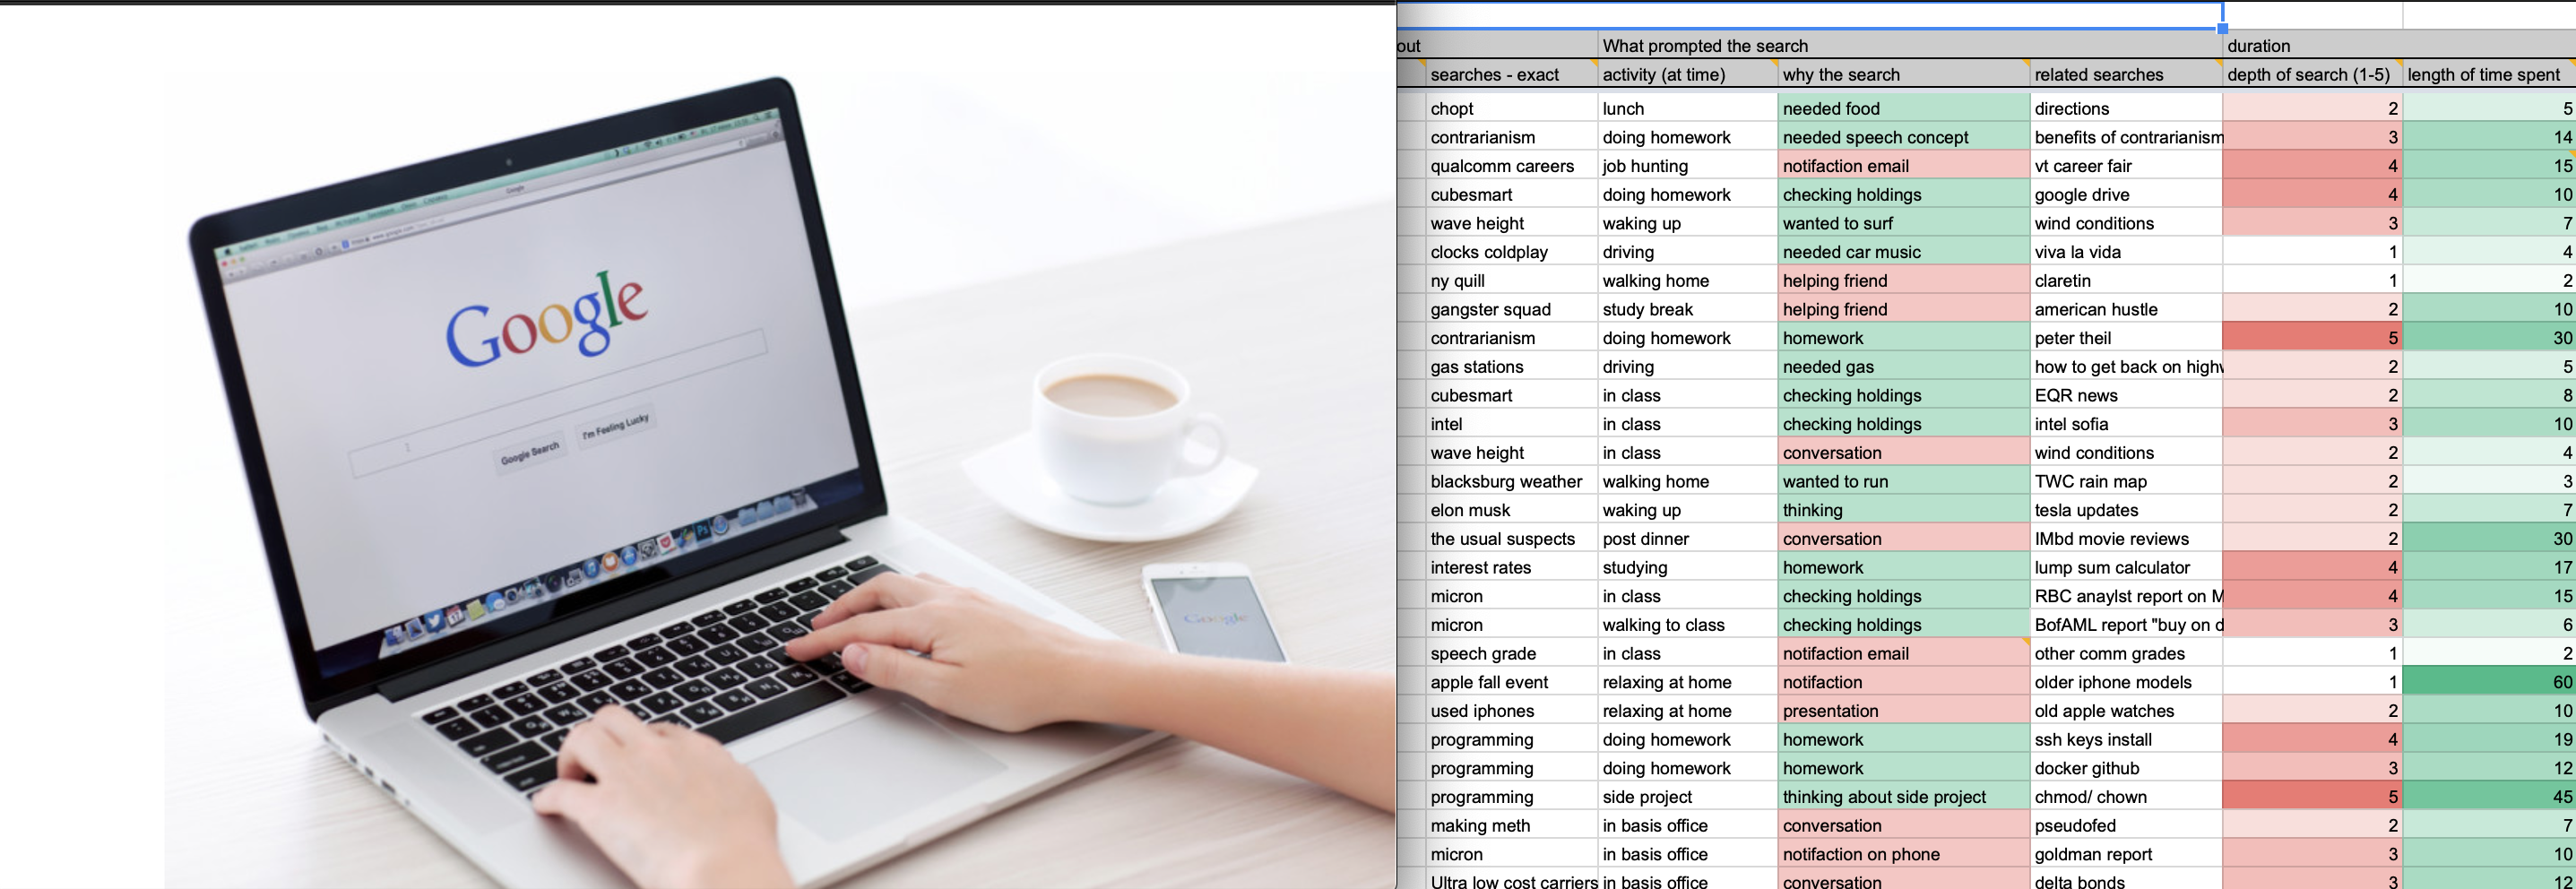 Google
Google Search
I'm Feeling Lucky
Google
out What prompted the search duration
searches - exact activity (at time) why the search related searches depth of search (1-5) length of time spent
chopt lunch needed food directions 2 5
contrarianism doing homework needed speech concept benefits of contrarianism 3 14
qualcomm careers job hunting notifaction email vt career fair 4 15
cubesmart doing homework checking holdings google drive 4 10
wave height waking up wanted to surf wind conditions 3 7
clocks coldplay driving needed car music viva la vida 1 4
ny quill walking home helping friend claretin 1 2
gangster squad study break helping friend american hustle 2 10
contrarianism doing homework homework peter theil 5 30
gas stations driving needed gas how to get back on highw 2 5
cubesmart in class checking holdings EQR news 2 8
intel in class checking holdings intel sofia 3 10
wave height in class conversation wind conditions 2 4
blacksburg weather walking home wanted to run TWC rain map 2 3
elon musk waking up thinking tesla updates 2 7
the usual suspects post dinner conversation IMbd movie reviews 2 30
interest rates studying homework lump sum calculator 4 17
micron in class checking holdings RBC anaylst report on M 4 15
micron walking to class checking holdings BofAML report "buy on d 3 6
speech grade in class notifaction email other comm grades 1 2
apple fall event relaxing at home notifaction older iphone models 1 60
used iphones relaxing at home presentation old apple watches 2 10
programming doing homework homework ssh keys install 4 19
programming doing homework homework docker github 3 12
programming side project thinking about side project chmod/ chown 5 45
making meth in basis office conversation pseudofed 2 7
micron in basis office notifaction on phone goldman report 3 10
Ultra low cost carriers in basis office conversation delta bonds 3 12